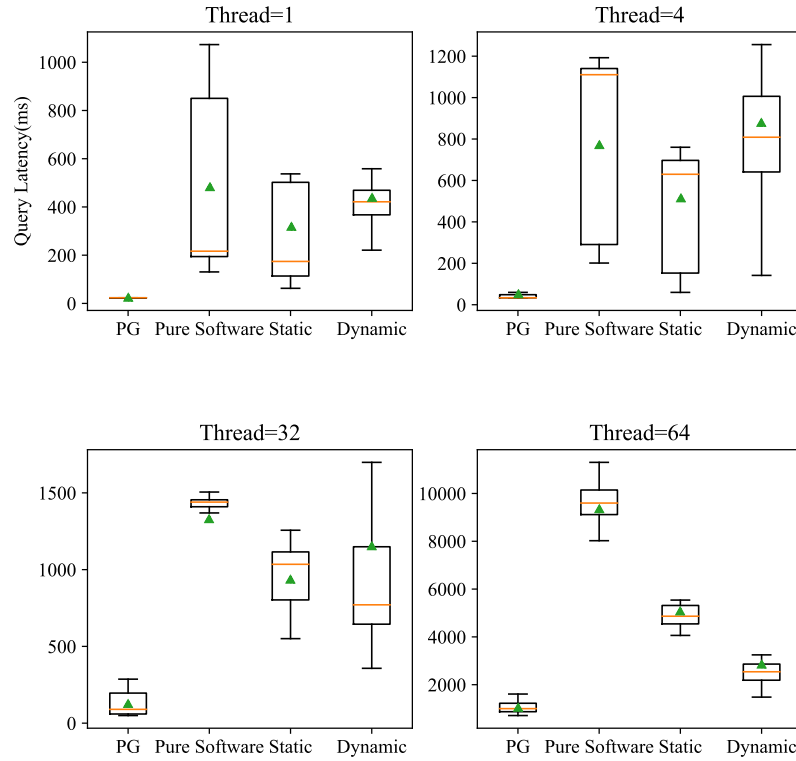 Thread=1
Query Latency(ms)
1000
800
600
400
200
0
PG Pure Software Static Dynamic
Thread=4
1200
1000
800
600
400
200
0
PG Pure Software Static Dynamic
Thread=32
1500
1000
500
0
PG Pure Software Static Dynamic
Thread=64
10000
8000
6000
4000
2000
PG Pure Software Static Dynamic